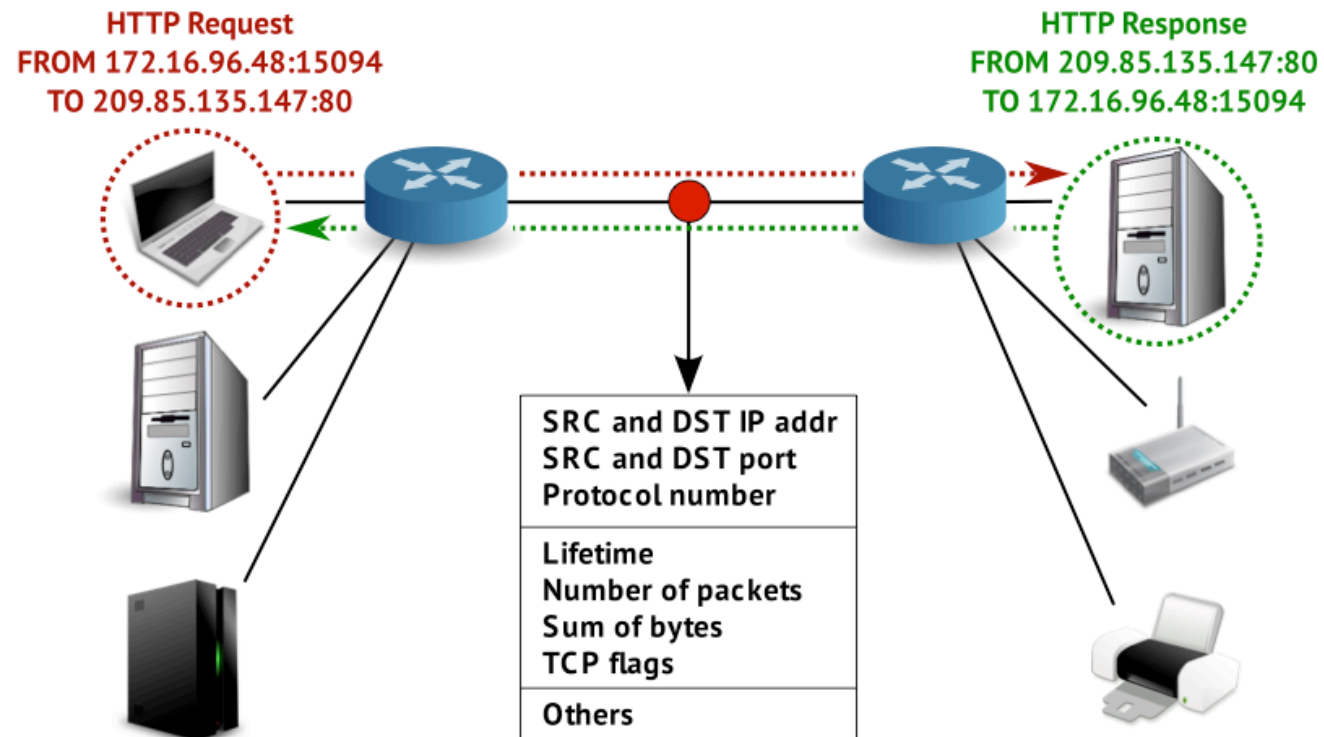 HTTP Request
FROM 172.16.96.48:15094
TO 209.85.135.147:80
HTTP Response
FROM 209.85.135.147:80
TO 172.16.96.48:15094
SRC and DST IP addr
SRC and DST port
Protocol number
Lifetime
Number of packets
Sum of bytes
TCP flags
Others